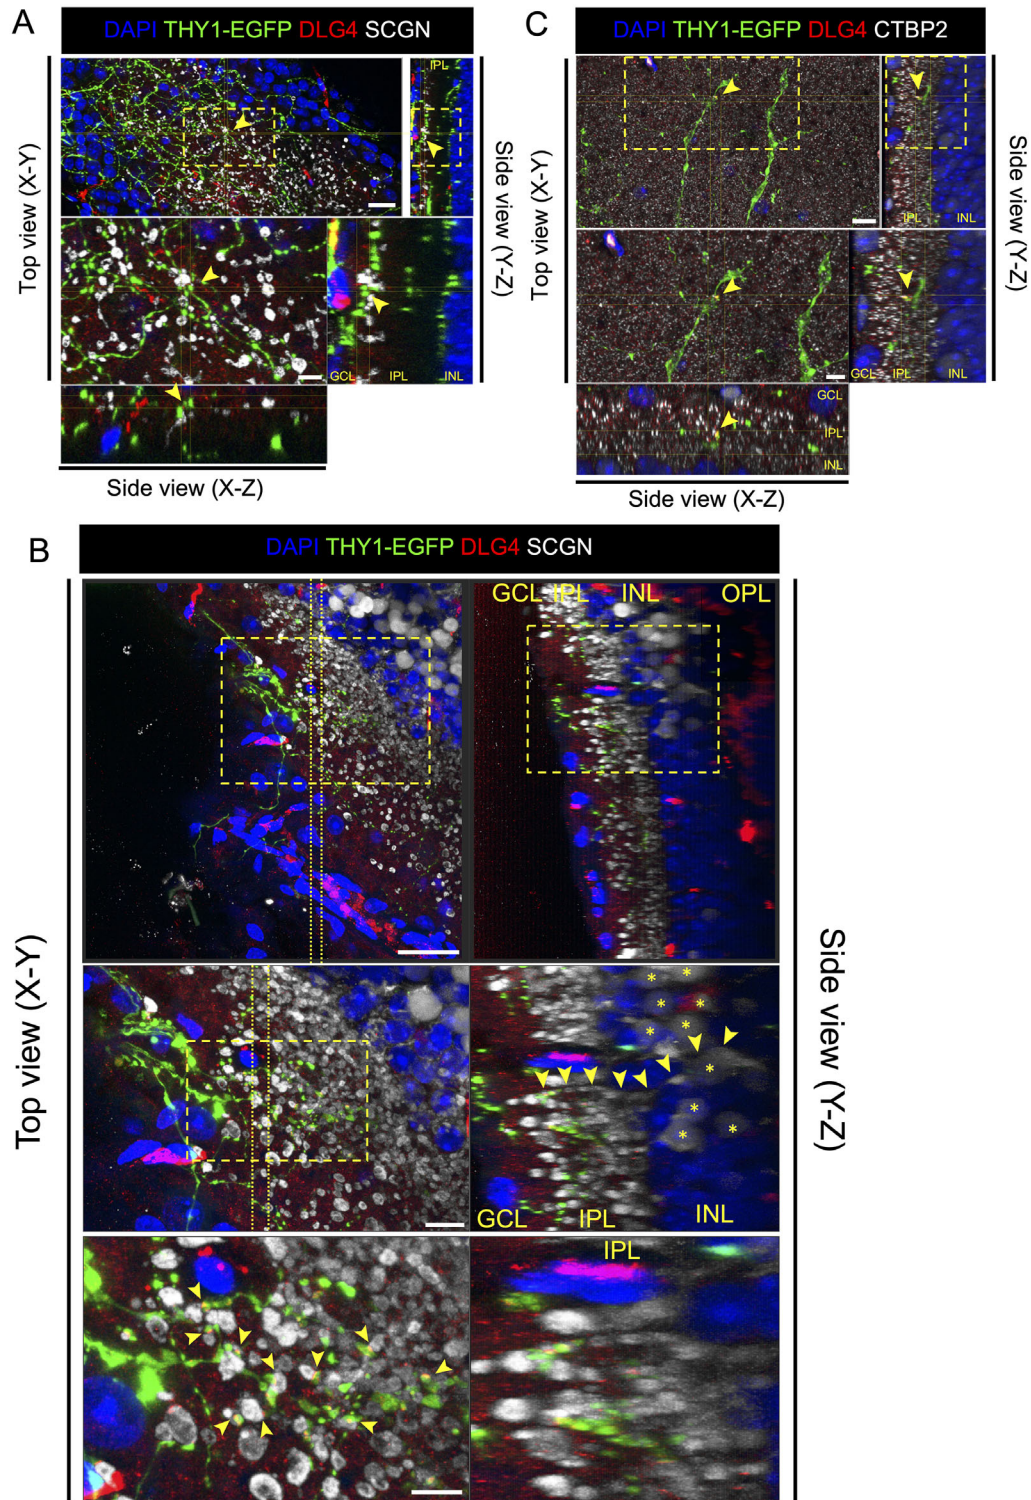 A
DAPI THY1-EGFP DLG4 SCGN
Top view (X-Y)
IPL
Side view (Y-Z)
GCL IPL INL
Side view (X-Z)
C
DAPI THY1-EGFP DLG4 CTBP2
Top view (X-Y)
IPL INL
Side view (Y-Z)
GCL IPL INL
GCL
IPL
INL
Side view (X-Z)
B
DAPI THY1-EGFP DLG4 SCGN
Top view (X-Y)
GCL IPL INL OPL
Side view (Y-Z)
* *
* * *
* *
*
*
* *
GCL IPL INL
IPL